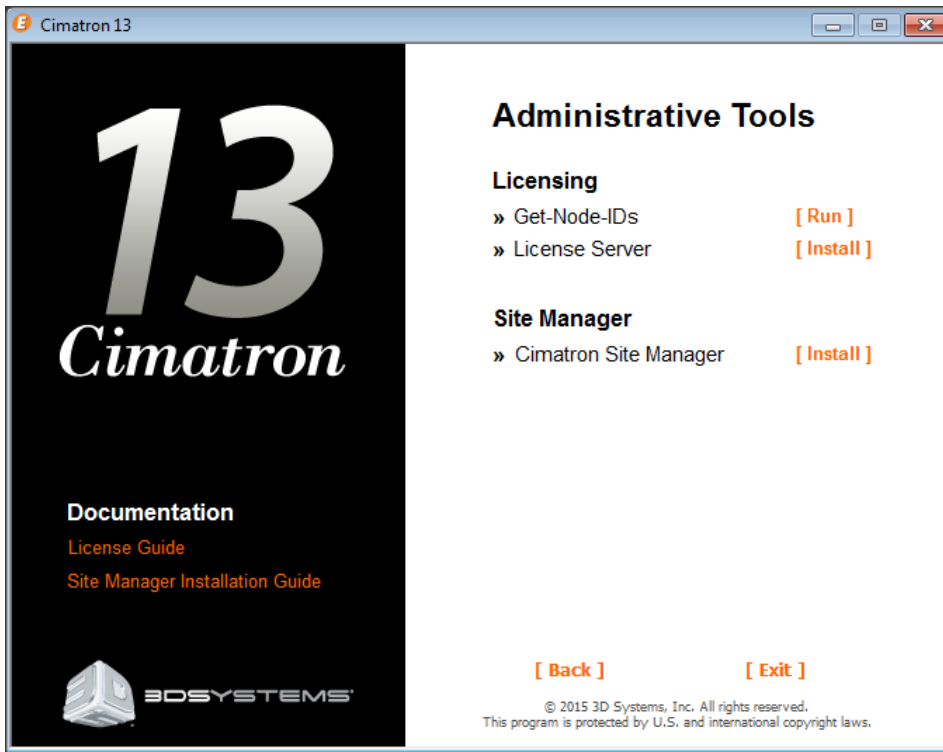 Cimatron 13
13
Cimatron
Documentation
License Guide
Site Manager Installation Guide
3DSYSTEMS
Administrative Tools
Licensing
» Get-Node-IDs [ Run ]
» License Server [ Install ]
Site Manager
» Cimatron Site Manager [ Install ]
[ Back ] [ Exit ]
© 2015 3D Systems, Inc. All rights reserved.
This program is protected by U.S. and international copyright laws.